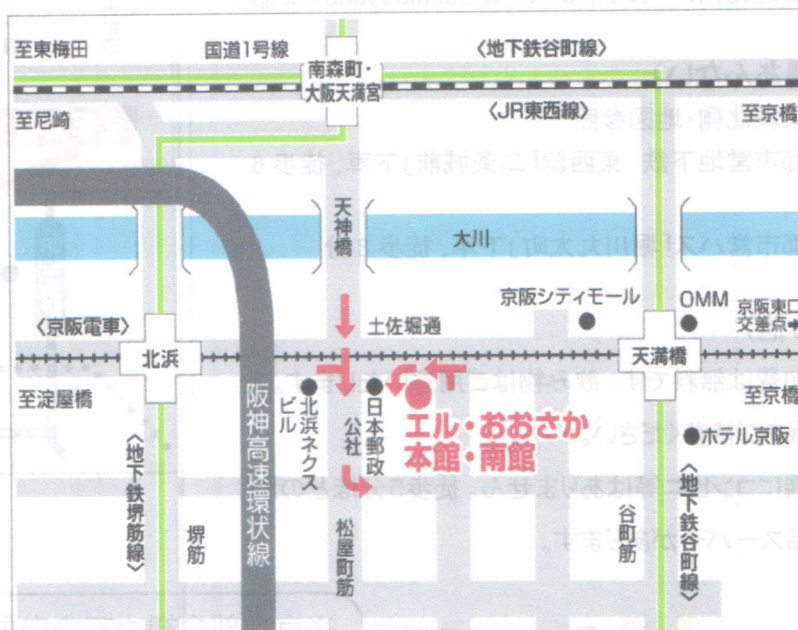 至東梅田
国道1号線
〈地下鉄谷町線〉
南森町・
大阪天満宮
至尼崎
〈JR東西線〉
至京橋
天神橋
大川
京阪シティモール
OMM
京阪東口
交差点→
〈京阪電車〉
土佐堀通
北浜
天満橋
至淀屋橋
至京橋
阪神高速環状線
北浜ネクス
ビル
公社
日本郵政
エル・おおさか
本館・南館
ホテル京阪
〈地下鉄堺筋線〉
堺筋
松屋町筋
谷町筋
〈地下鉄谷町線〉